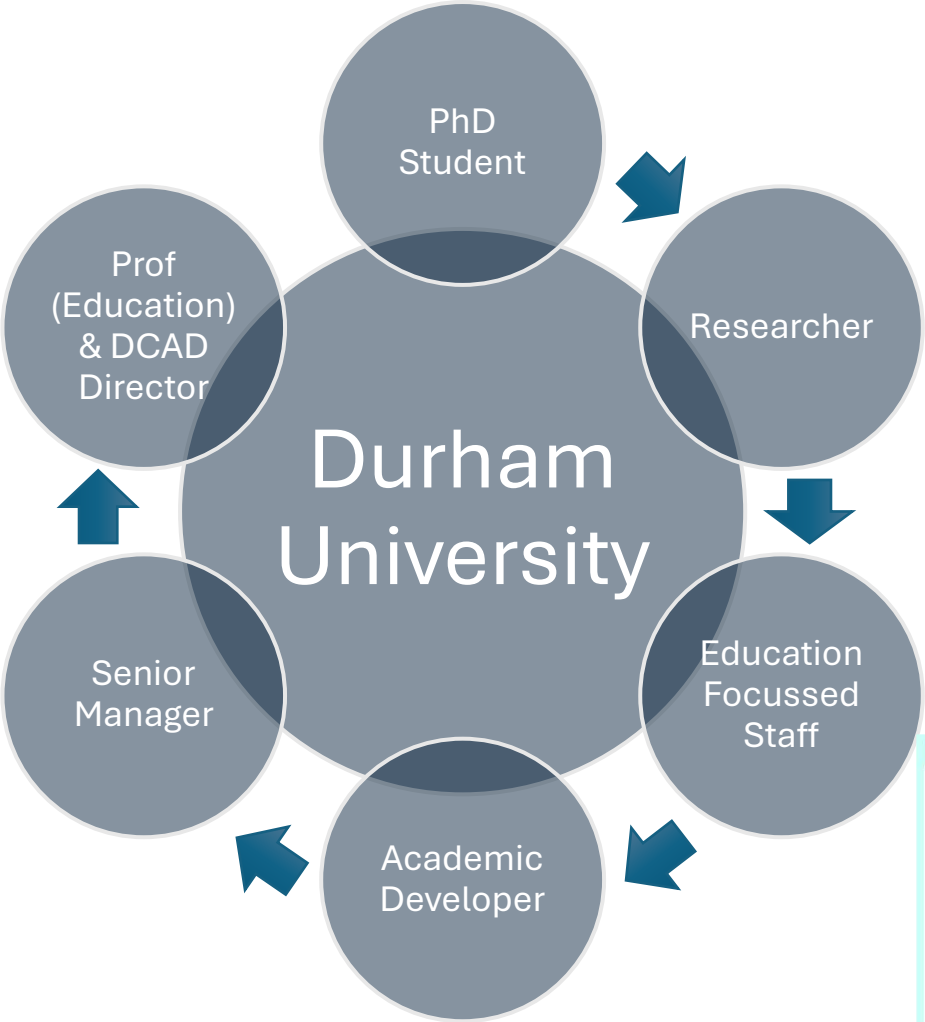 PhD
Student
Researcher
Education
Focussed
Staff
Academic
Developer
Senior
Manager
Prof
(Education)
& DCAD
Director
Durham
University